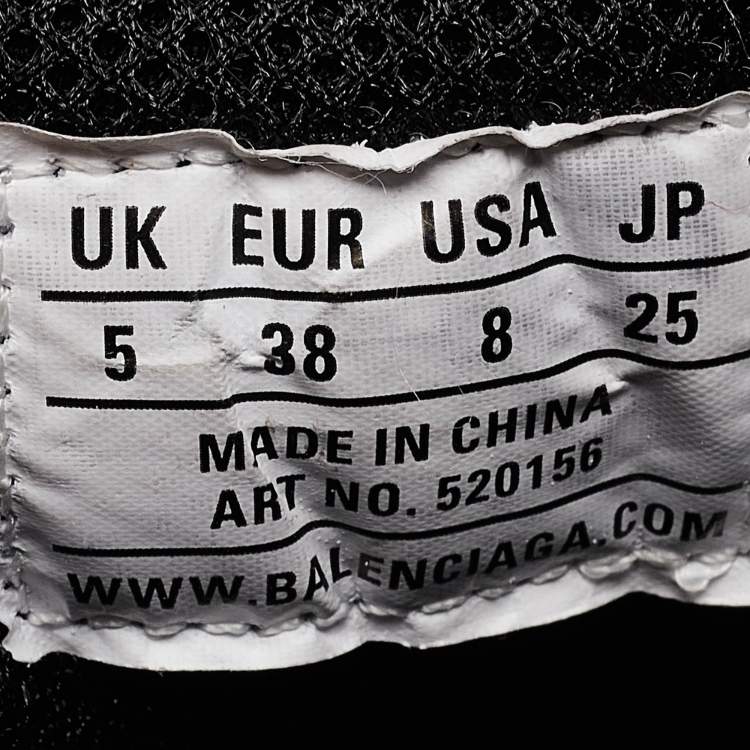 UK EUR USA JP
5 38 8 25
MADE IN CHINA
ART NO. 520156
WWW.BALENCIAGA.COM